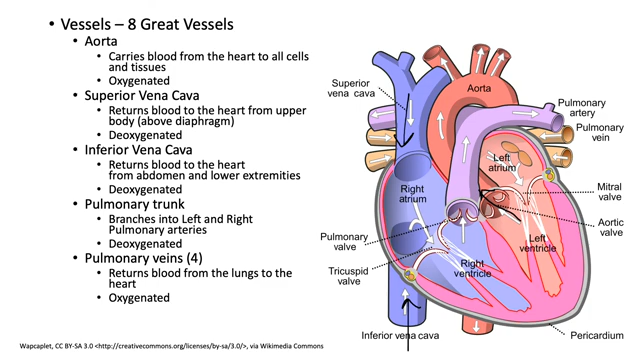 • Vessels – 8 Great Vessels
• Aorta
• Carries blood from the heart to all cells
and tissues
• Oxygenated
• Superior Vena Cava
• Returns blood to the heart from upper
body (above diaphragm)
• Deoxygenated
• Inferior Vena Cava
• Returns blood to the heart
from abdomen and lower extremities
• Deoxygenated
• Pulmonary trunk
• Branches into Left and Right
Pulmonary arteries
• Deoxygenated
• Pulmonary veins (4)
• Returns blood from the lungs to the
heart
• Oxygenated
Superior
vena cava
Aorta
Pulmonary
artery
Pulmonary
vein
Left
atrium
Right
atrium
Mitral
valve
Aortic
valve
Pulmonary
valve
Left
ventricle
Tricuspid
valve
Right
ventricle
Inferior vena cava
Pericardium
Wapcaplet, CC BY-SA 3.0 <http://creativecommons.org/licenses/by-sa/3.0/>, via Wikimedia Commons